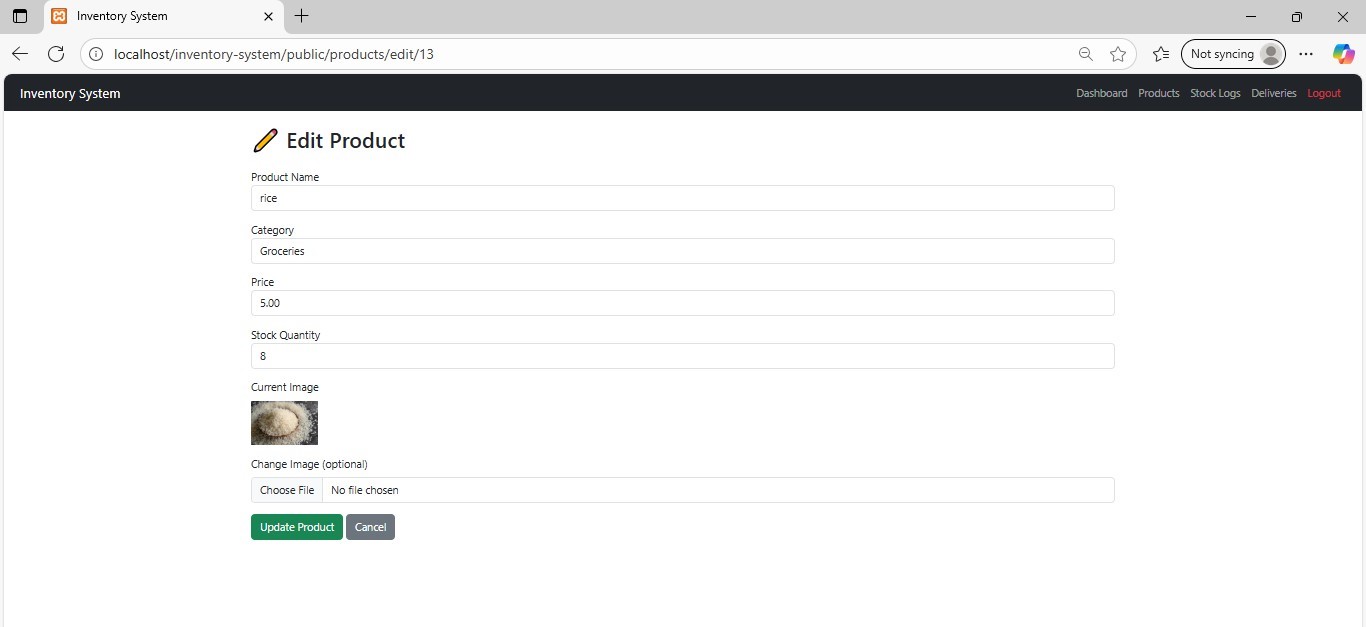 Inventory System
localhost/inventory-system/public/products/edit/13
Not syncing
Inventory System
Dashboard Products Stock Logs Deliveries Logout
Edit Product
Product Name
rice
Category
Groceries
Price
5.00
Stock Quantity
8
Current Image
Change Image (optional)
Choose File No file chosen
Update Product Cancel